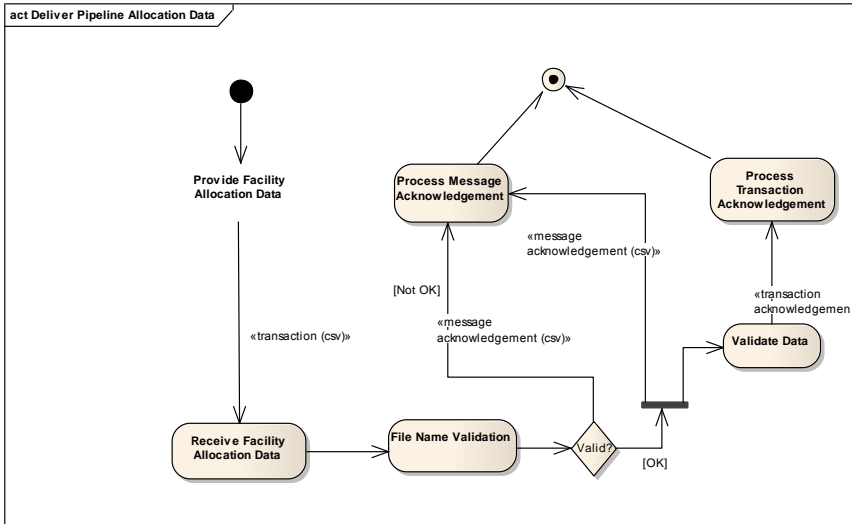 act Deliver Pipeline Allocation Data
Provide Facility
Allocation Data
Process Message
Acknowledgement
Process
Transaction
Acknowledgement
«message
acknowledgement (csv)»
[Not OK]
«transaction
acknowledgemen
«message
acknowledgement (csv)»
«transaction (csv)»
Validate Data
Receive Facility
Allocation Data
File Name Validation
Valid?
[OK]